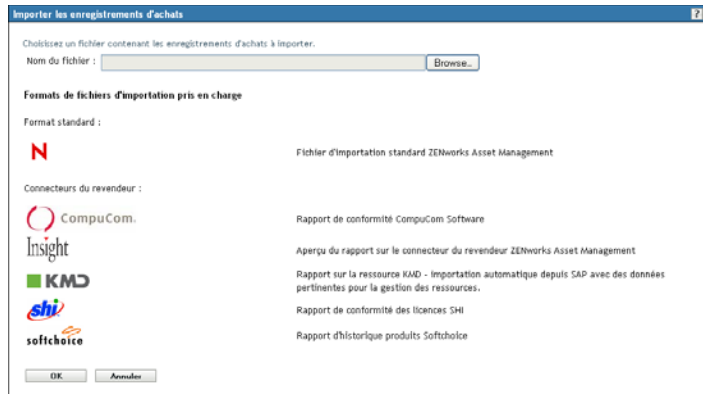 Importer les enregistrements d'achats
?
Choisissez un fichier contenant les enregistrements d'achats à importer.
Nom du fichier :
Browse...
Formats de fichiers d'importation pris en charge
Format standard :
N
Fichier d'importation standard ZENworks Asset Management
Connecteurs du revendeur :
CompuCom.
Rapport de conformité CompuCom Software
Insight
Aperçu du rapport sur le connecteur du revendeur ZENworks Asset Management
KMD
Rapport sur la ressource KMD - importation automatique depuis SAP avec des données
pertinentes pour la gestion des ressources.
shi
Rapport de conformité des licences SHI
softchoice
Rapport d'historique produits Softchoice
OK
Annuler